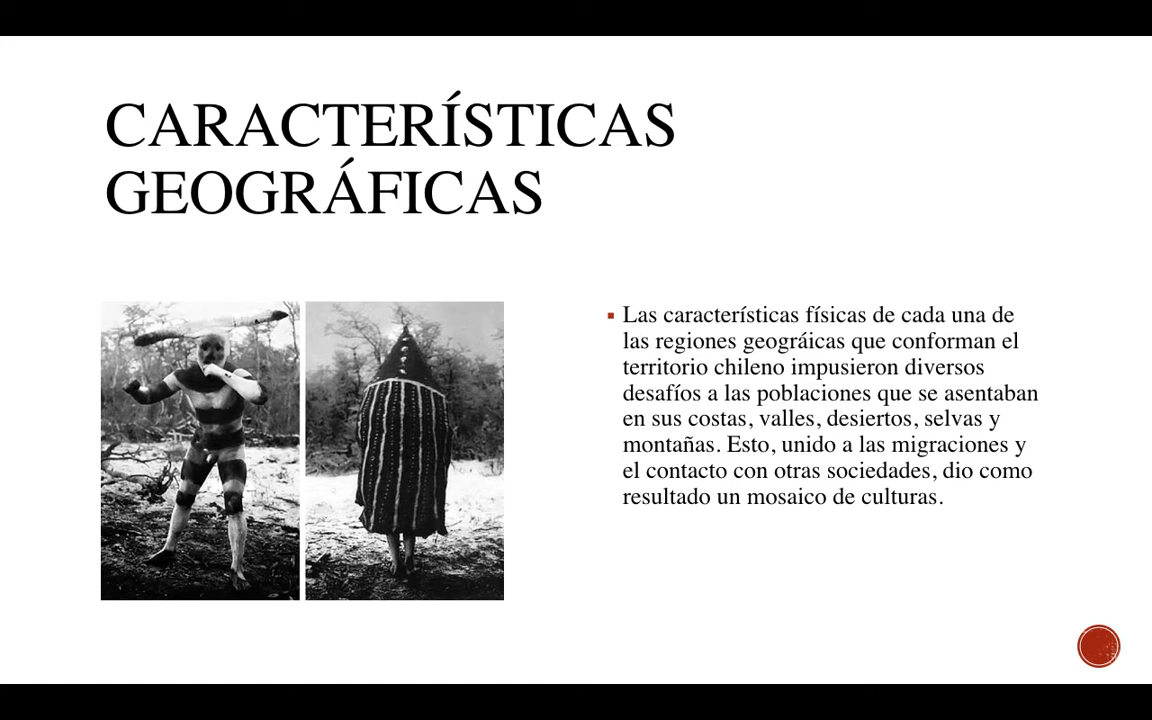 CARACTERÍSTICAS
GEOGRÁFICAS
Las características físicas de cada una de
las regiones geográicas que conforman el
territorio chileno impusieron diversos
desafíos a las poblaciones que se asentaban
en sus costas, valles, desiertos, selvas y
montañas. Esto, unido a las migraciones y
el contacto con otras sociedades, dio como
resultado un mosaico de culturas.